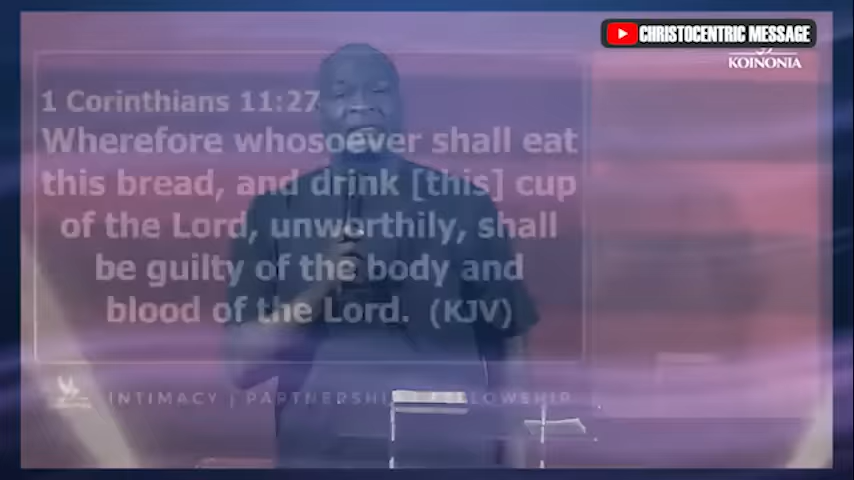 CHRISTOCENTRIC MESSAGE
KOINONIA
1 Corinthians 11:27
Wherefore whosoever shall eat
this bread, and drink [this] cup
of the Lord, unworthily, shall
be guilty of the body and
blood of the Lord. (KJV)
INTIMACY | PARTNERSHIP | FELLOWSHIP